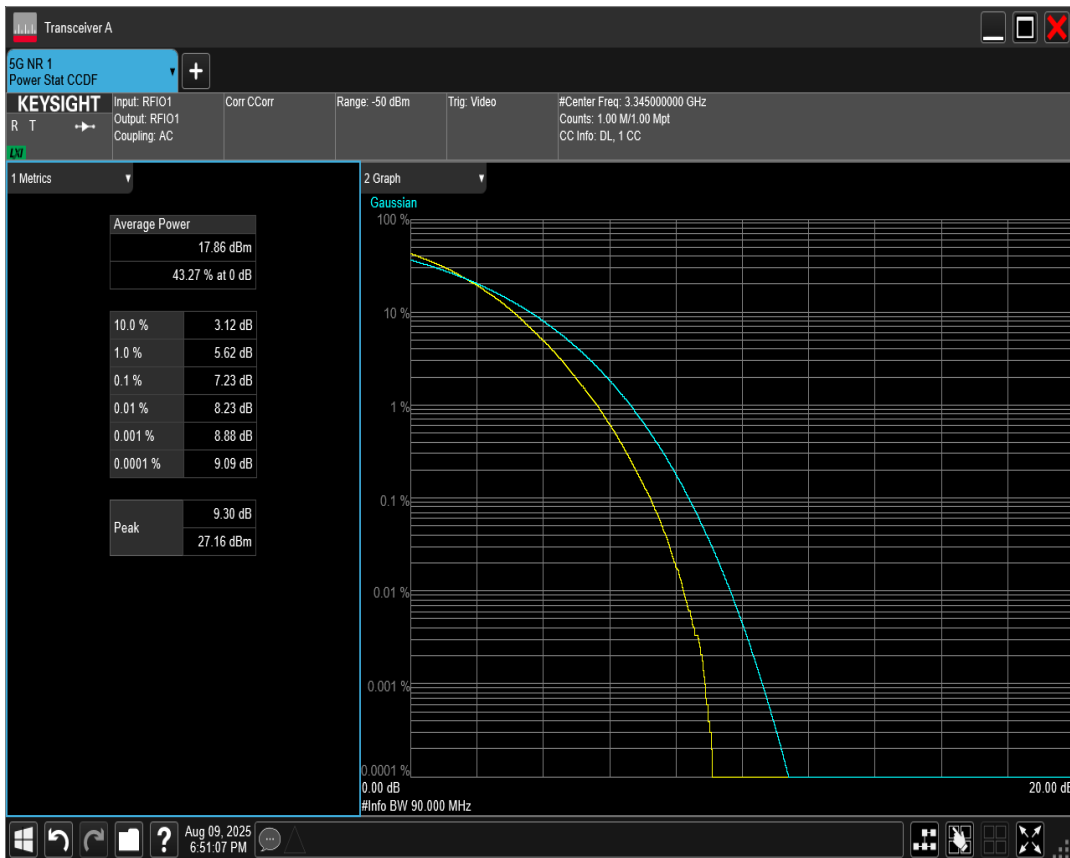 Transceiver A
5G NR 1
Power Stat CCDF
+
KEYSIGHT
R T
LXI
Input: RFIO1
Output: RFIO1
Coupling: AC
Corr CCorr
Range: -50 dBm
Trig: Video
#Center Freq: 3.345000000 GHz
Counts: 1.00 M/1.00 Mpt
CC Info: DL, 1 CC
1 Metrics
Average Power
17.86 dBm
43.27 % at 0 dB
10.0 % 3.12 dB
1.0 % 5.62 dB
0.1 % 7.23 dB
0.01 % 8.23 dB
0.001 % 8.88 dB
0.0001 % 9.09 dB
Peak 9.30 dB
27.16 dBm
2 Graph
Gaussian
100 %
10 %
1 %
0.1 %
0.01 %
0.001 %
0.0001 %
0.00 dB 20.00 dB
#Info BW 90.000 MHz
?
Aug 09, 2025
6:51:07 PM